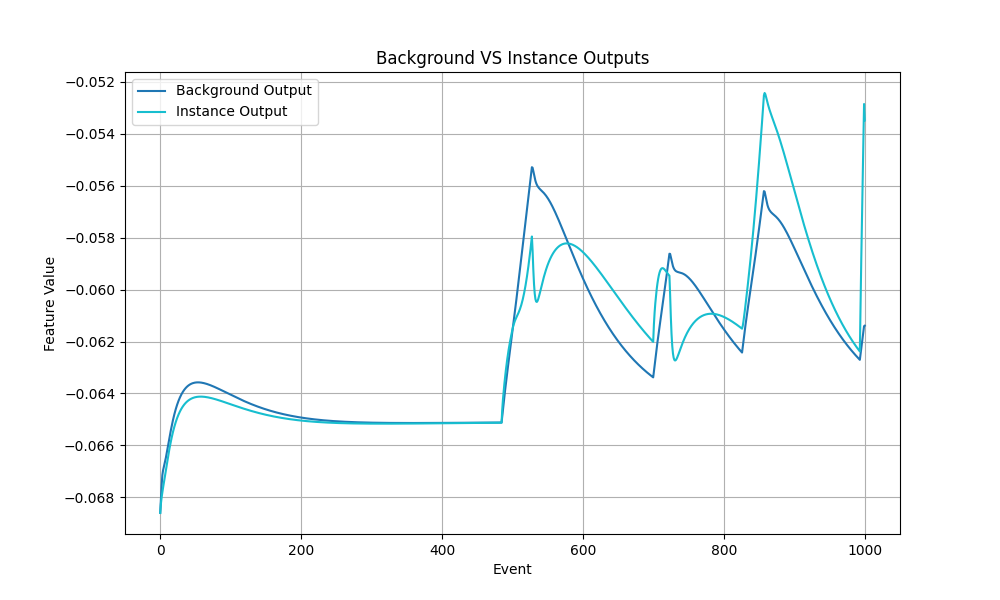 Background VS Instance Outputs
Background Output
Instance Output
−0.052
−0.054
−0.056
−0.058
−0.060
−0.062
−0.064
−0.066
−0.068
Feature Value
0 200 400 600 800 1000
Event